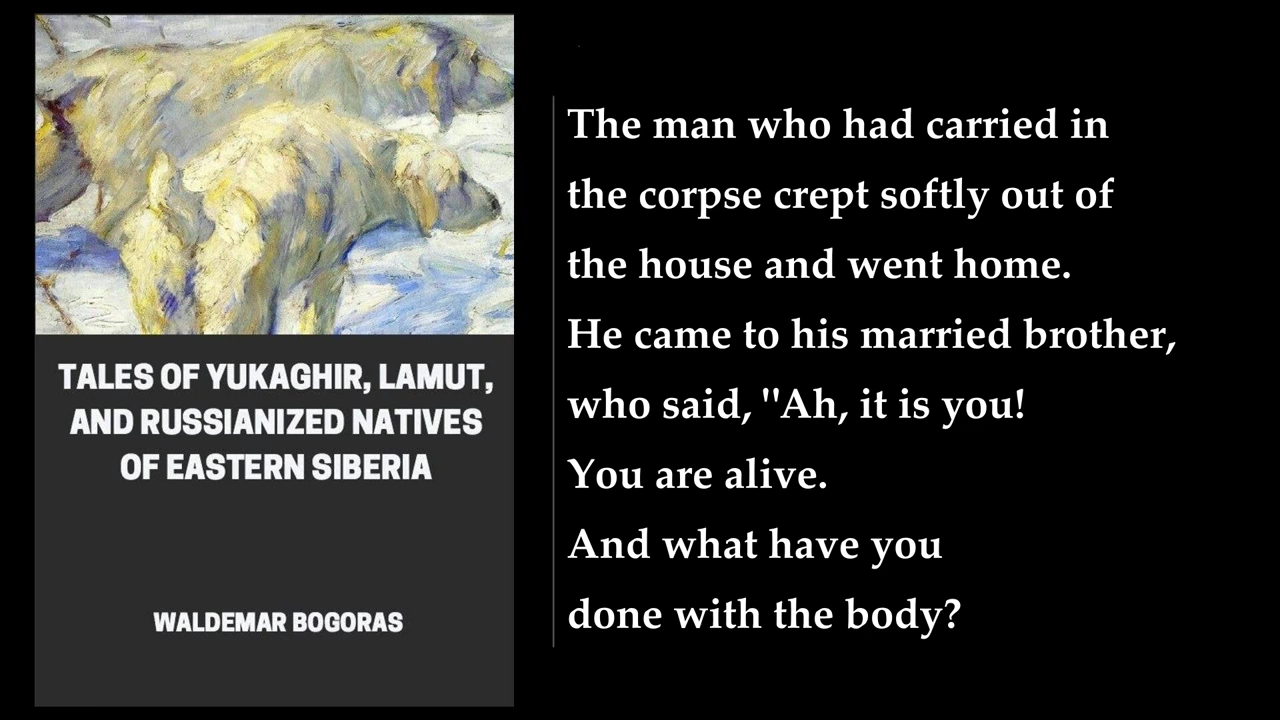 TALES OF YUKAGHIR, LAMUT,
AND RUSSIANIZED NATIVES
OF EASTERN SIBERIA
WALDEMAR BOGORAS
The man who had carried in
the corpse crept softly out of
the house and went home.
He came to his married brother,
who said, "Ah, it is you!
You are alive.
And what have you
done with the body?